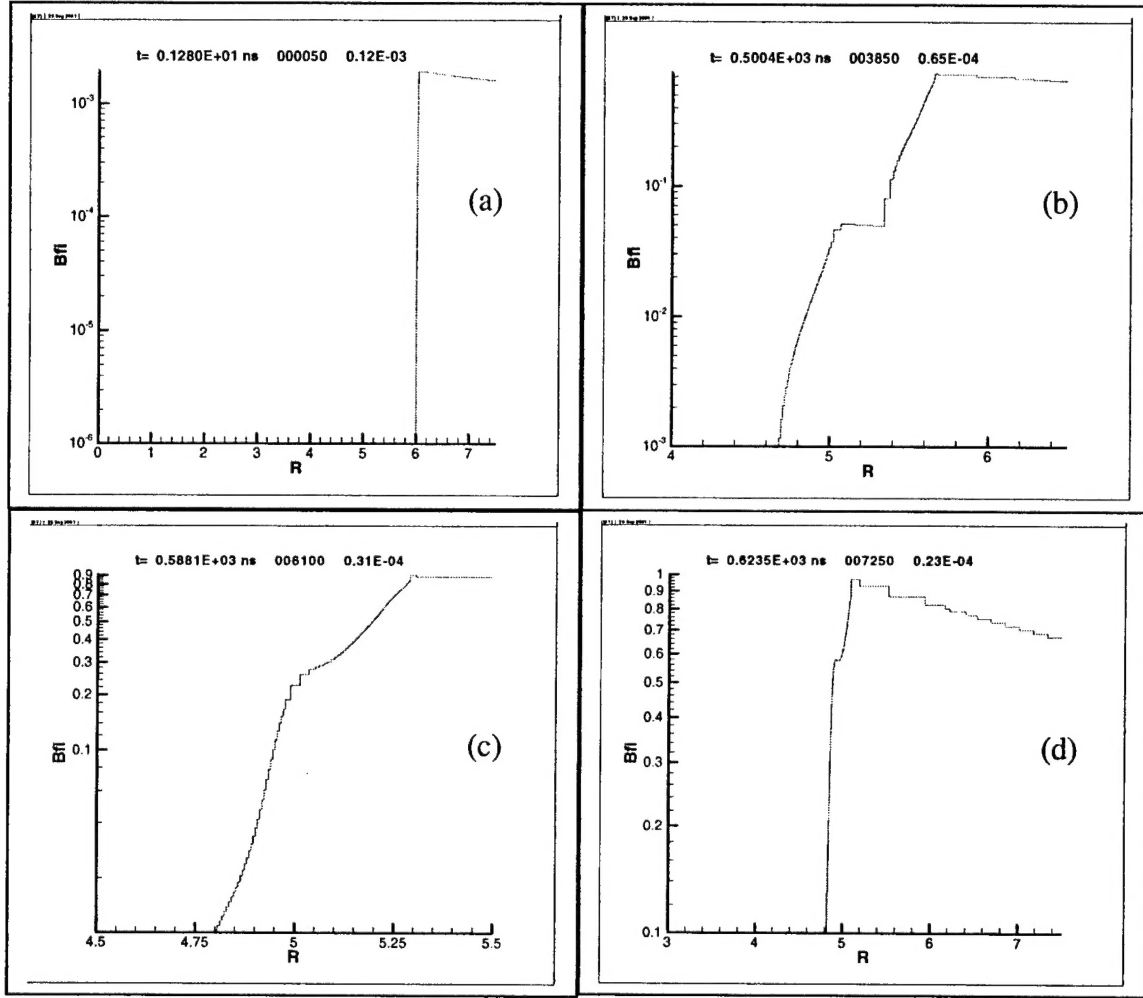 t= 0.1280E+01 ns 000050 0.12E-03
10⁻³
10⁻⁴
10⁻⁵
10⁻⁶
Bfi
(a)
0 1 2 3 4 5 6 7
R
t= 0.5004E+03 ns 003850 0.65E-04
10⁻¹
10⁻²
10⁻³
Bfi
(b)
4 5 6
R
t= 0.5881E+03 ns 006100 0.31E-04
0.9
0.8
0.7
0.6
0.5
0.4
0.3
0.2
0.1
Bfi
(c)
4.5 4.75 5 5.25 5.5
R
t= 0.6235E+03 ns 007250 0.23E-04
1
0.9
0.8
0.7
0.6
0.5
0.4
0.3
0.2
0.1
Bfi
(d)
3 4 5 6 7
R